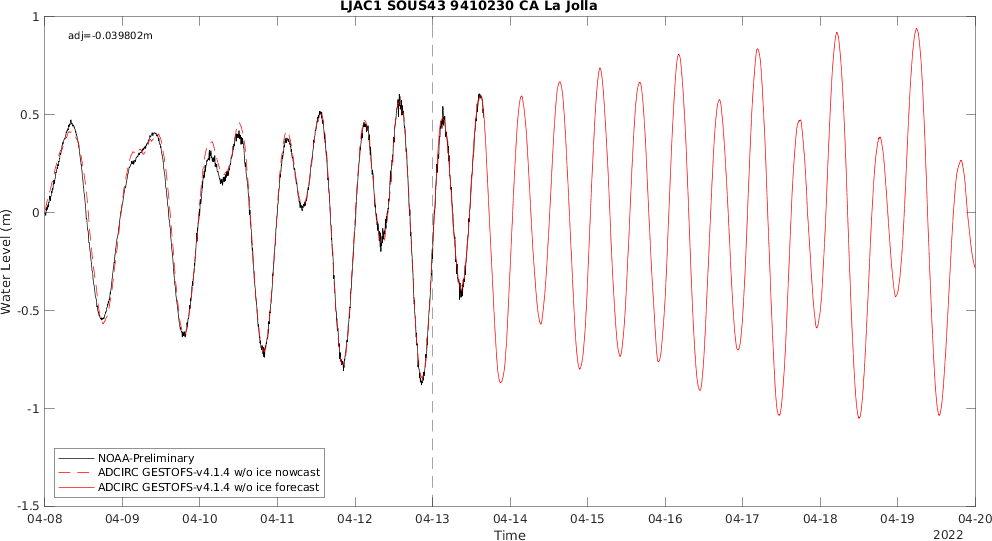 LJAC1 SOUS43 9410230 CA La Jolla
adj=-0.039802m
1
0.5
0
-0.5
-1
-1.5
Water Level (m)
NOAA-Preliminary
ADCIRC GESTOFS-v4.1.4 w/o ice nowcast
ADCIRC GESTOFS-v4.1.4 w/o ice forecast
04-08 04-09 04-10 04-11 04-12 04-13 04-14 04-15 04-16 04-17 04-18 04-19 04-20
Time
2022